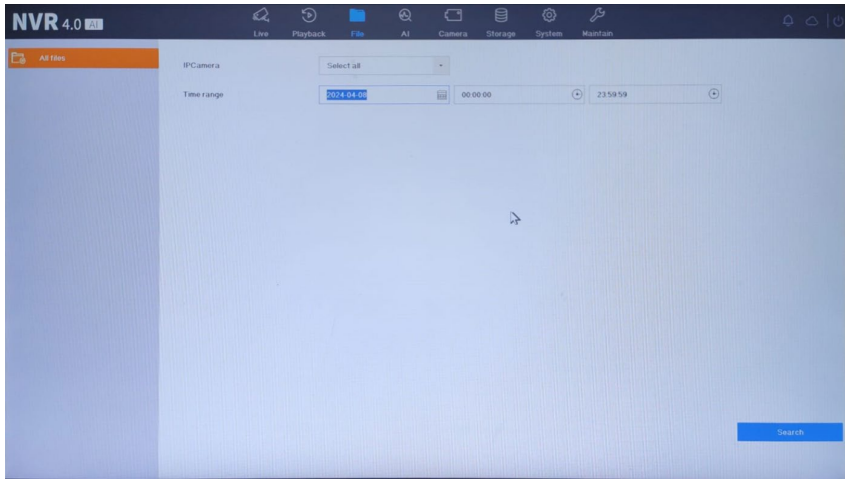 NVR 4.0 AI
Live Playback File AI Camera Storage System Maintain
All files
IPCamera Select all
Time range 2024-04-08 00:00:00 23:59:59
Search